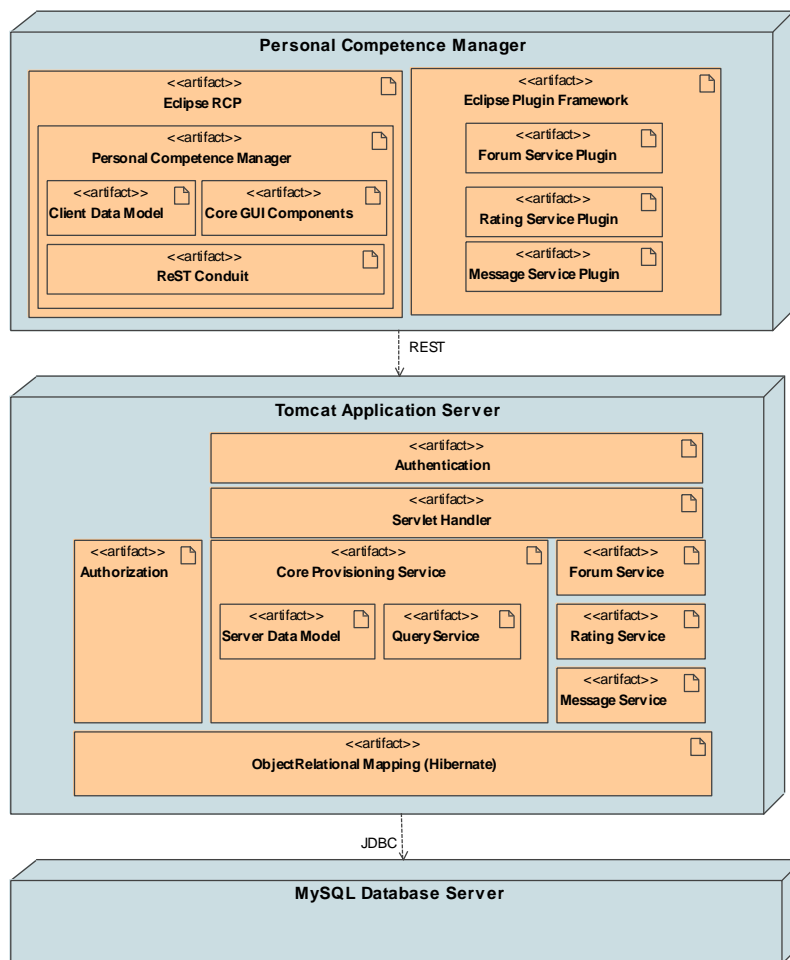 Personal Competence Manager
<<artifact>>
Eclipse RCP
<<artifact>>
Personal Competence Manager
<<artifact>>
Client Data Model
<<artifact>>
Core GUI Components
<<artifact>>
ReST Conduit
<<artifact>>
Eclipse Plugin Framework
<<artifact>>
Forum Service Plugin
<<artifact>>
Rating Service Plugin
<<artifact>>
Message Service Plugin
REST
Tomcat Application Server
<<artifact>>
Authentication
<<artifact>>
Servlet Handler
<<artifact>>
Authorization
<<artifact>>
Core Provisioning Service
<<artifact>>
Server Data Model
<<artifact>>
Query Service
<<artifact>>
Forum Service
<<artifact>>
Rating Service
<<artifact>>
Message Service
<<artifact>>
ObjectRelational Mapping (Hibernate)
JDBC
MySQL Database Server